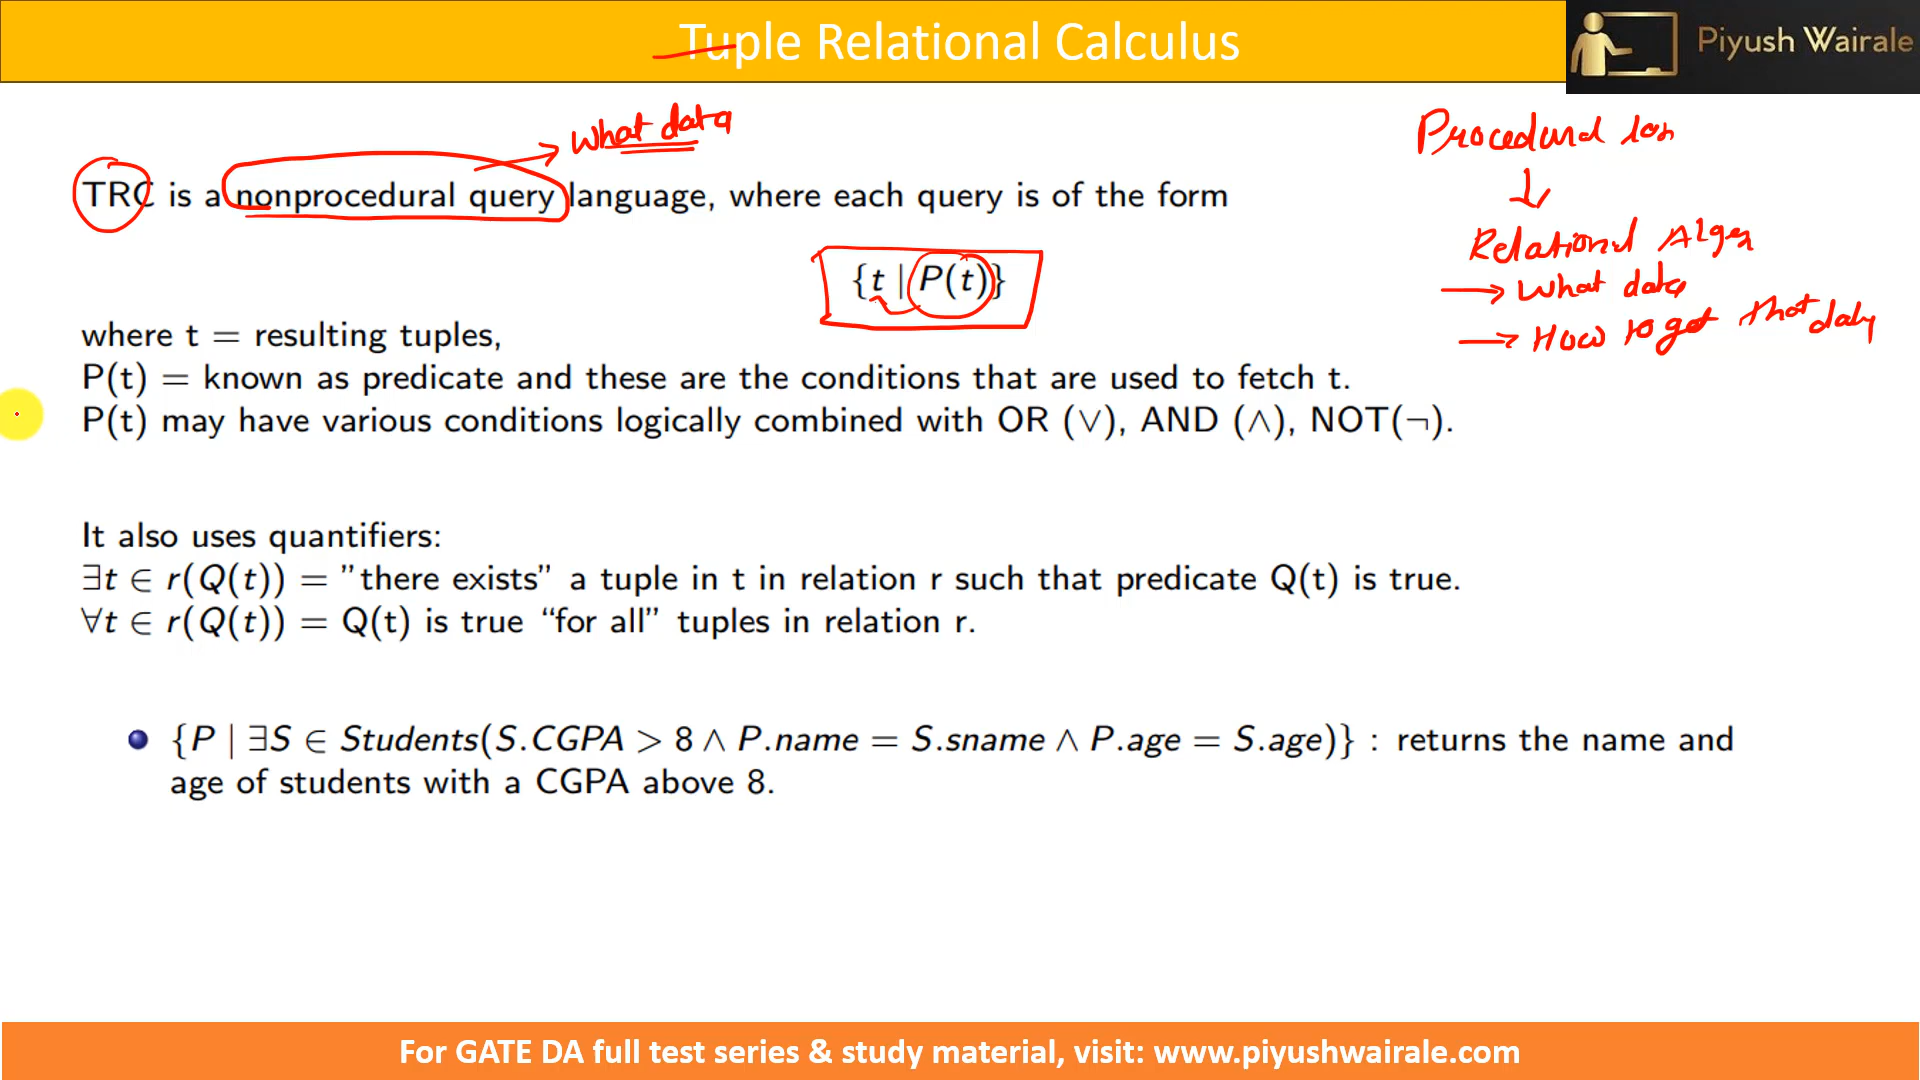 Tuple Relational Calculus
Piyush Wairale
What data
Procedural lan
TRC is a nonprocedural query language, where each query is of the form
Relational Algeb
{t | P(t)}
What data
How to get that data
where t = resulting tuples,
P(t) = known as predicate and these are the conditions that are used to fetch t.
P(t) may have various conditions logically combined with OR (∨), AND (∧), NOT(¬).
It also uses quantifiers:
∃t ∈ r(Q(t)) = ”there exists” a tuple in t in relation r such that predicate Q(t) is true.
∀t ∈ r(Q(t)) = Q(t) is true “for all” tuples in relation r.
{P | ∃S ∈ Students(S.CGPA > 8 ∧ P.name = S.sname ∧ P.age = S.age)} : returns the name and
age of students with a CGPA above 8.
For GATE DA full test series & study material, visit: www.piyushwairale.com